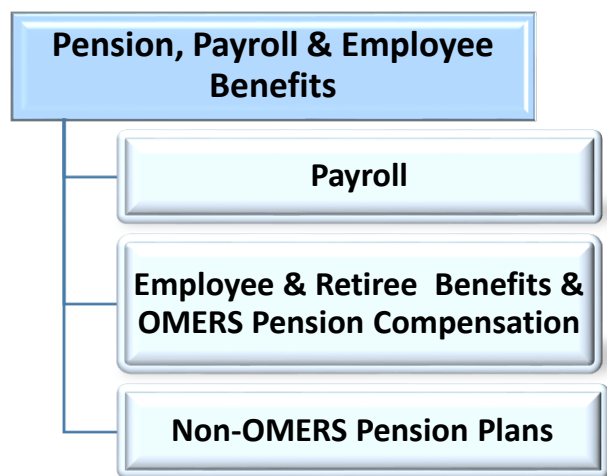 Pension, Payroll & Employee
Benefits
Payroll
Employee & Retiree Benefits &
OMERS Pension Compensation
Non-OMERS Pension Plans